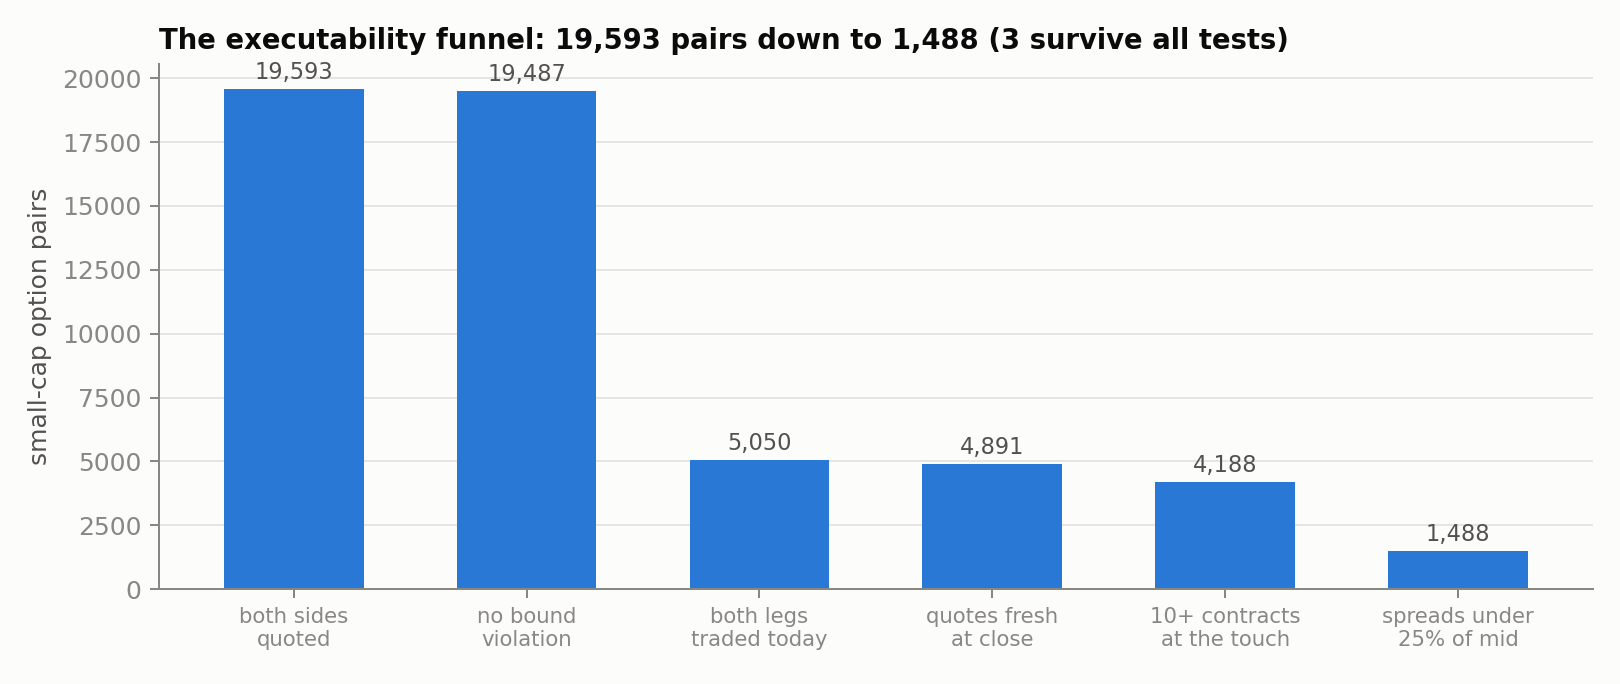 The executability funnel: 19,593 pairs down to 1,488 (3 survive all tests)
small-cap option pairs
20000
17500
15000
12500
10000
7500
5000
2500
0
19,593
19,487
5,050
4,891
4,188
1,488
both sides
quoted
no bound
violation
both legs
traded today
quotes fresh
at close
10+ contracts
at the touch
spreads under
25% of mid